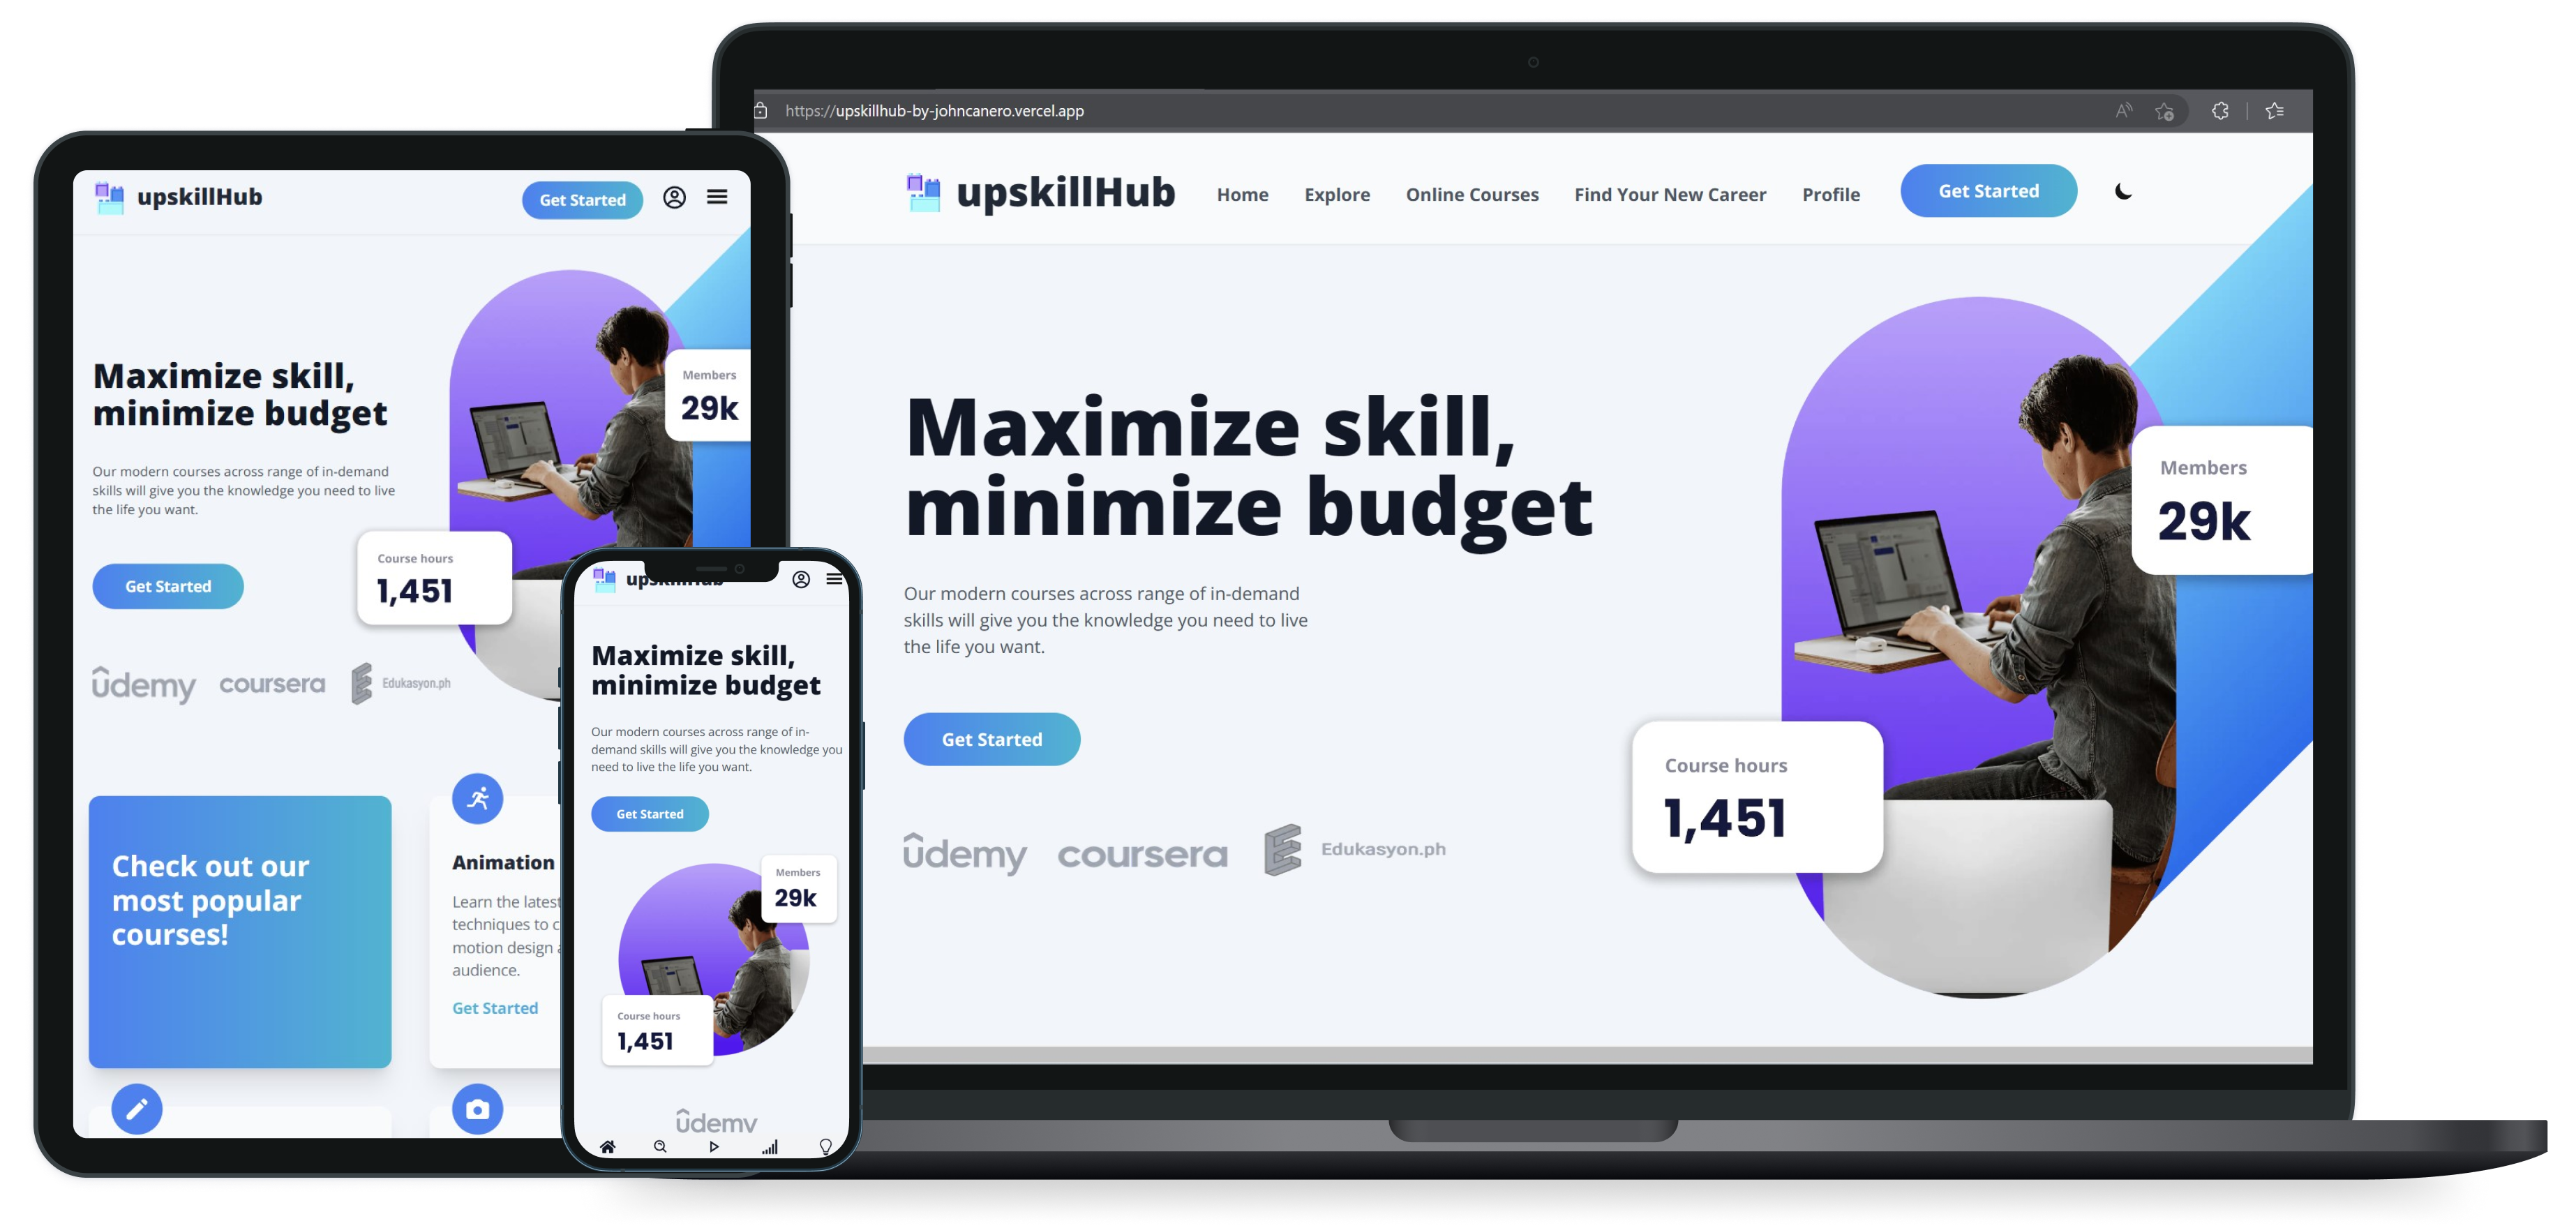 https://upskillhub-by-johncanero.vercel.app
upskillHub
Home Explore Online Courses Find Your New Career Profile Get Started
Maximize skill,
minimize budget
Our modern courses across range of in-demand
skills will give you the knowledge you need to live
the life you want.
Get Started
udemy coursera Edukasyon.ph
Members
29k
Course hours
1,451
upskillHub
Get Started
Maximize skill,
minimize budget
Our modern courses across range of in-demand
skills will give you the knowledge you need to live
the life you want.
Get Started
Members
29k
Course hours
1,451
udemy coursera Edukasyon.ph
Check out our
most popular
courses!
Animation
Learn the latest
techniques to c
motion design a
audience.
Get Started
upskillHub
Maximize skill,
minimize budget
Our modern courses across range of in-
demand skills will give you the knowledge you
need to live the life you want.
Get Started
Members
29k
Course hours
1,451
udemy